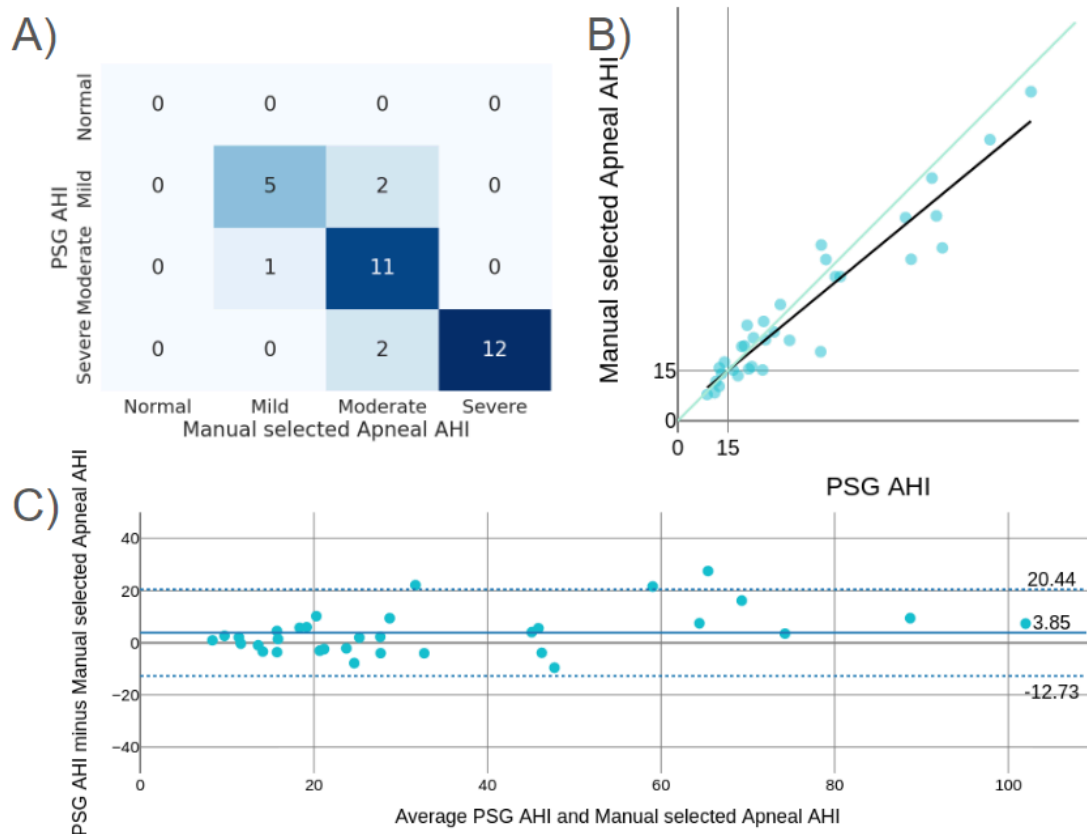 A)
PSG AHI
Normal
Mild
Moderate
Severe
0 0 0 0
0 5 2 0
0 1 11 0
0 0 2 12
Normal Mild Moderate Severe
Manual selected Apneal AHI
B)
Manual selected Apneal AHI
15
0
0 15
PSG AHI
C)
PSG AHI minus Manual selected Apneal AHI
40
20
0
−20
−40
20.44
3.85
-12.73
0 20 40 60 80 100
Average PSG AHI and Manual selected Apneal AHI